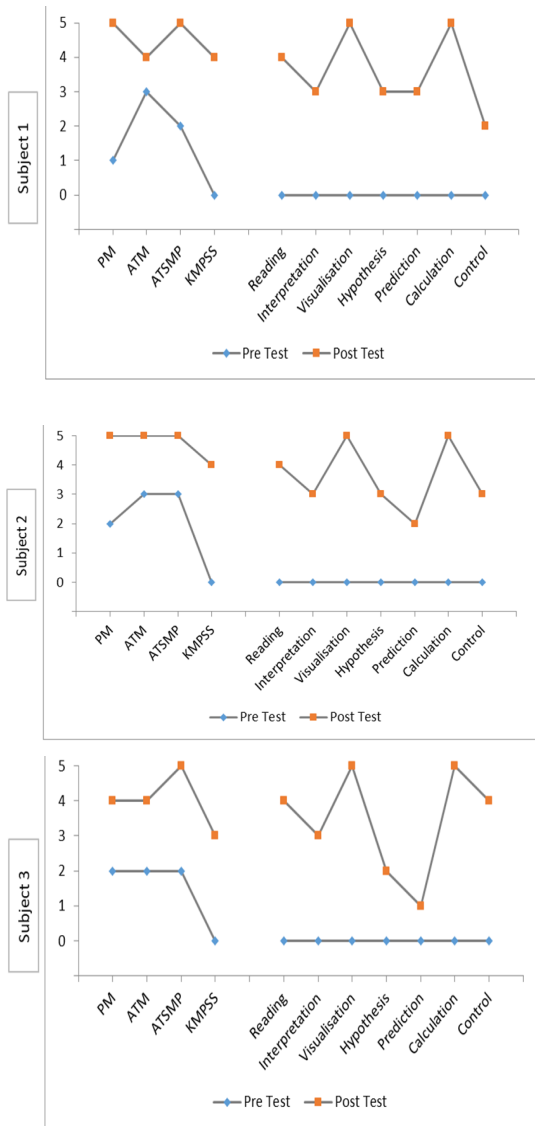 Subject 1
5
4
3
2
1
0
PM
ATM
ATSMP
KMPSS
Reading
Interpretation
Visualisation
Hypothesis
Prediction
Calculation
Control
Pre Test Post Test
Subject 2
5
4
3
2
1
0
PM
ATM
ATSMP
KMPSS
Reading
Interpretation
Visualisation
Hypothesis
Prediction
Calculation
Control
Pre Test Post Test
Subject 3
5
4
3
2
1
0
PM
ATM
ATSMP
KMPSS
Reading
Interpretation
Visualisation
Hypothesis
Prediction
Calculation
Control
Pre Test Post Test